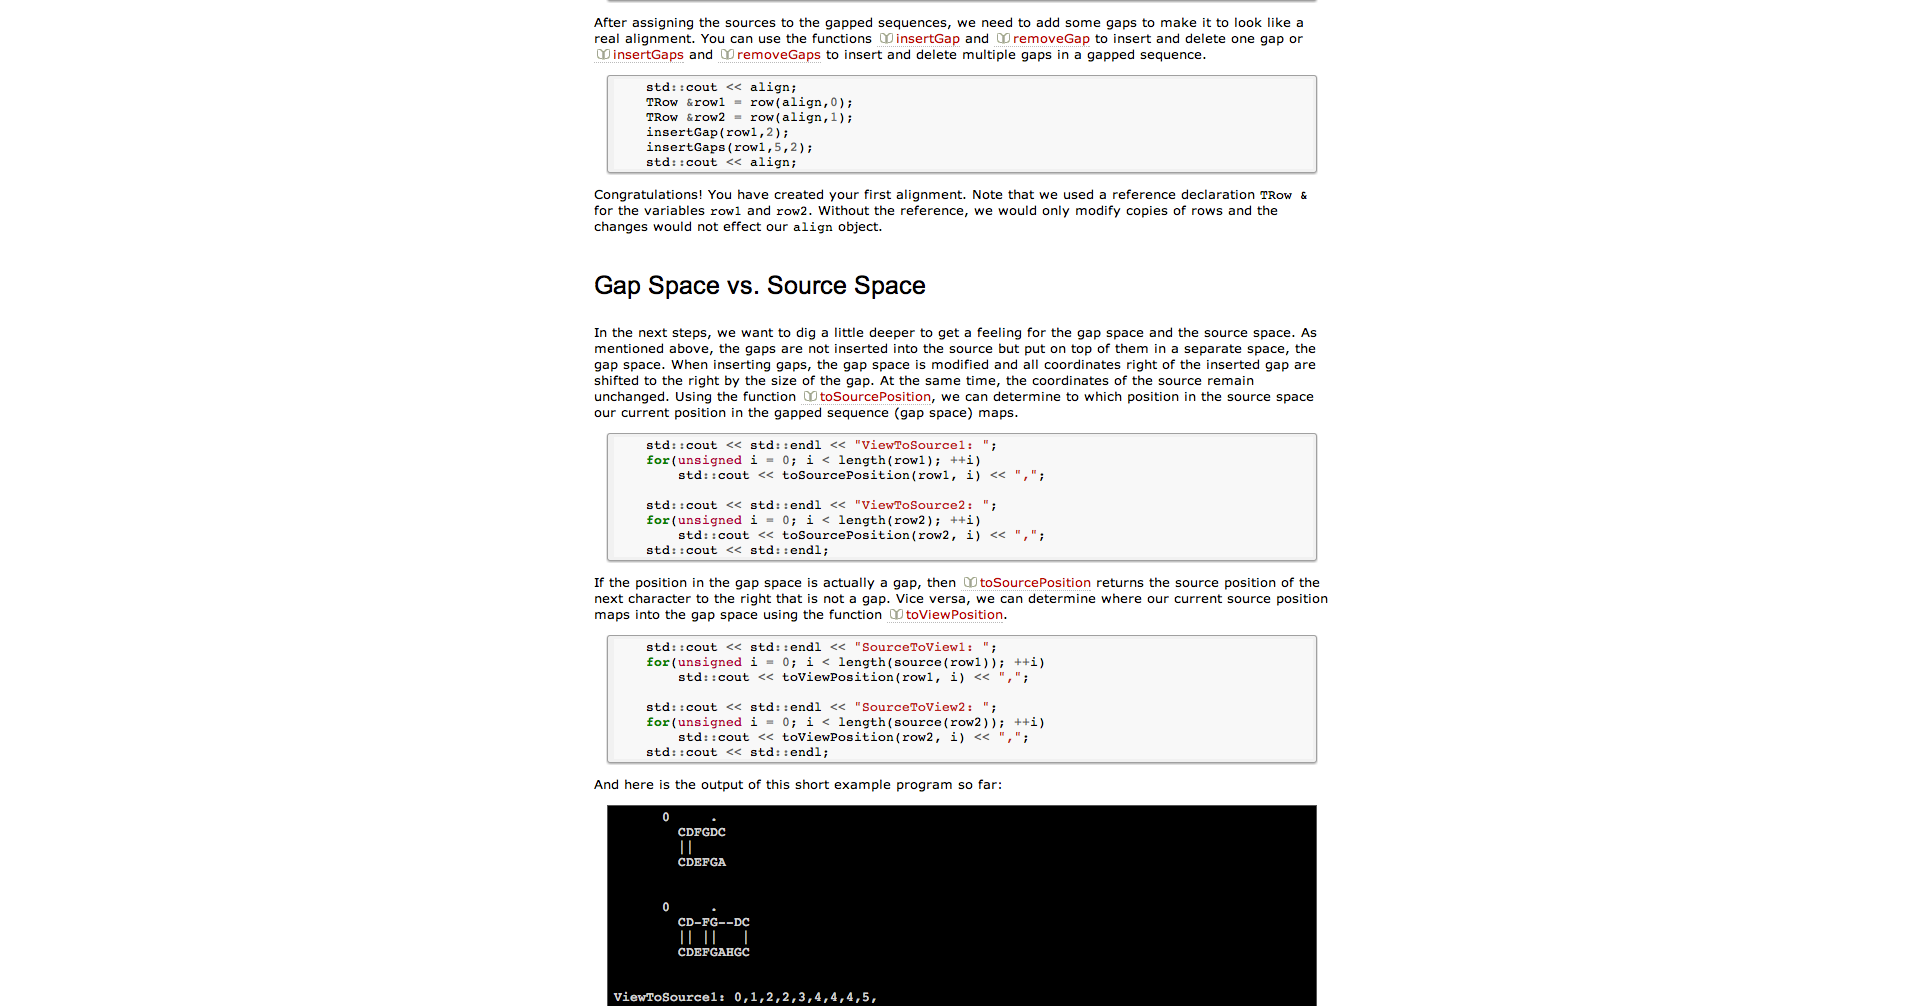 After assigning the sources to the gapped sequences, we need to add some gaps to make it to look like a
real alignment. You can use the functions insertGap and removeGap to insert and delete one gap or
insertGaps and removeGaps to insert and delete multiple gaps in a gapped sequence.
std::cout << align;
TRow &row1 = row(align,0);
TRow &row2 = row(align,1);
insertGap(row1,2);
insertGaps(row1,5,2);
std::cout << align;
Congratulations! You have created your first alignment. Note that we used a reference declaration TRow &
for the variables row1 and row2. Without the reference, we would only modify copies of rows and the
changes would not effect our align object.
Gap Space vs. Source Space
In the next steps, we want to dig a little deeper to get a feeling for the gap space and the source space. As
mentioned above, the gaps are not inserted into the source but put on top of them in a separate space, the
gap space. When inserting gaps, the gap space is modified and all coordinates right of the inserted gap are
shifted to the right by the size of the gap. At the same time, the coordinates of the source remain
unchanged. Using the function toSourcePosition, we can determine to which position in the source space
our current position in the gapped sequence (gap space) maps.
std::cout << std::endl << "ViewToSource1: ";
for(unsigned i = 0; i < length(row1); ++i)
std::cout << toSourcePosition(row1, i) << ",";
std::cout << std::endl << "ViewToSource2: ";
for(unsigned i = 0; i < length(row2); ++i)
std::cout << toSourcePosition(row2, i) << ",";
std::cout << std::endl;
If the position in the gap space is actually a gap, then toSourcePosition returns the source position of the
next character to the right that is not a gap. Vice versa, we can determine where our current source position
maps into the gap space using the function toViewPosition.
std::cout << std::endl << "SourceToView1: ";
for(unsigned i = 0; i < length(source(row1)); ++i)
std::cout << toViewPosition(row1, i) << ",";
std::cout << std::endl << "SourceToView2: ";
for(unsigned i = 0; i < length(source(row2)); ++i)
std::cout << toViewPosition(row2, i) << ",";
std::cout << std::endl;
And here is the output of this short example program so far:
0 .
CDFGDC
||
CDEFGA
0 .
CD-FG--DC
|| || |
CDEFGAHGC
ViewToSource1: 0,1,2,2,3,4,4,4,5,